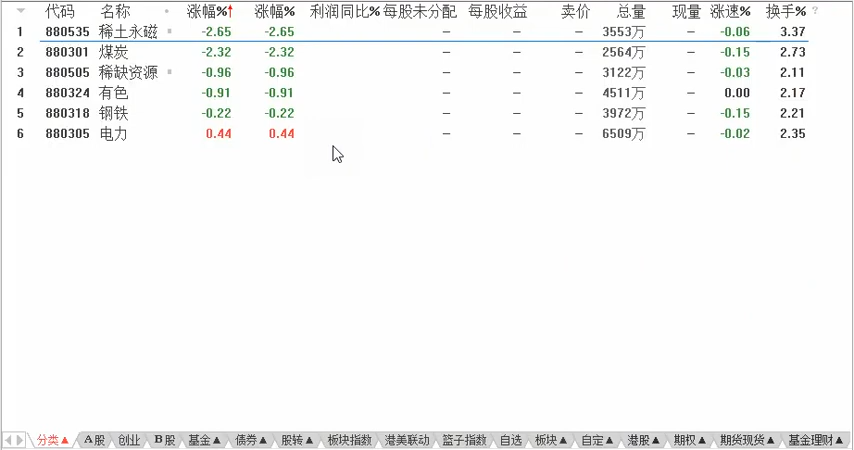 代码 名称 涨幅%↑ 涨幅% 利润同比% 每股未分配 每股收益 卖价 总量 现量 涨速% 换手% ?
1 880535 稀土永磁 -2.65 -2.65 – – – 3553万 – -0.06 3.37
2 880301 煤炭 -2.32 -2.32 – – – 2564万 – -0.15 2.73
3 880505 稀缺资源 -0.96 -0.96 – – – 3122万 – -0.03 2.11
4 880324 有色 -0.91 -0.91 – – – 4511万 – 0.00 2.17
5 880318 钢铁 -0.22 -0.22 – – – 3972万 – -0.15 2.21
6 880305 电力 0.44 0.44 – – – 6509万 – -0.02 2.35
分类▲ A股 创业 B股 基金▲ 债券▲ 股转▲ 板块指数 港美联动 篮子指数 自选 板块▲ 自定▲ 港股▲ 期权▲ 期货现货▲ 基金理财▲